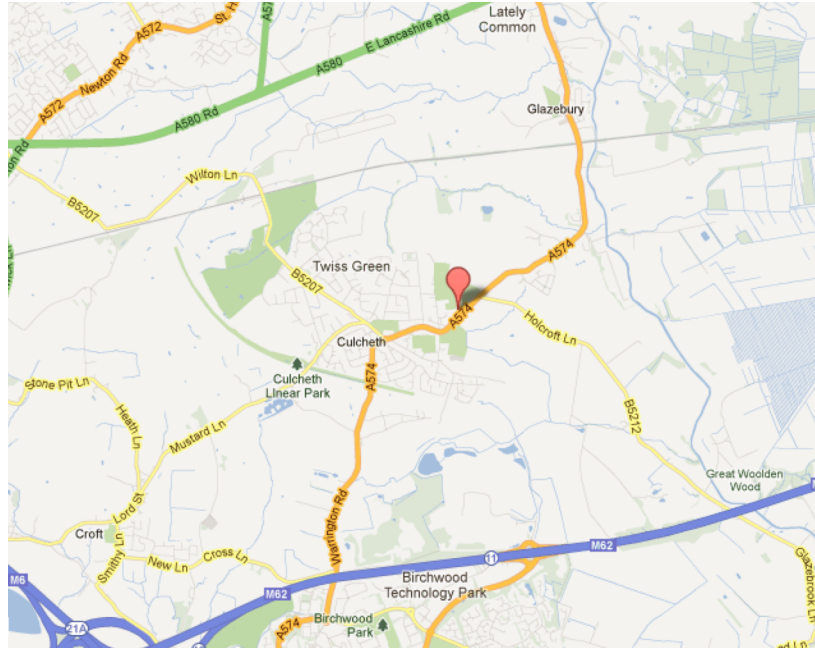 A572
St. H
A57
Lately
Common
Newton Rd
E Lancashire Rd
A580
A572
A580 Rd
Glazebury
on Rd
Wilton Ln
B5207
A574
Twiss Green
B5207
A574
Holcroft Ln
Culcheth
Culcheth
LInear Park
A574
Stone Pit Ln
Heath Ln
Mustard Ln
B5212
Great Woolden
Wood
Lord St
Warrington Rd
Croft
Smithy Ln
New Ln
Cross Ln
11
M62
M6
M62
Birchwood
Technology Park
Glazebrook Ln
Birchwood
Park
A574
21A